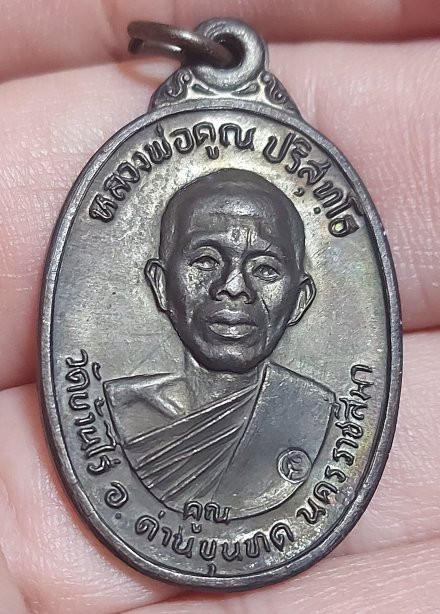 หลวงพ่อคูณ ปริสุทฺโธ
คูณ
วัดบ้านไร่ อ. ด่านขุนทด นครราชสีมา